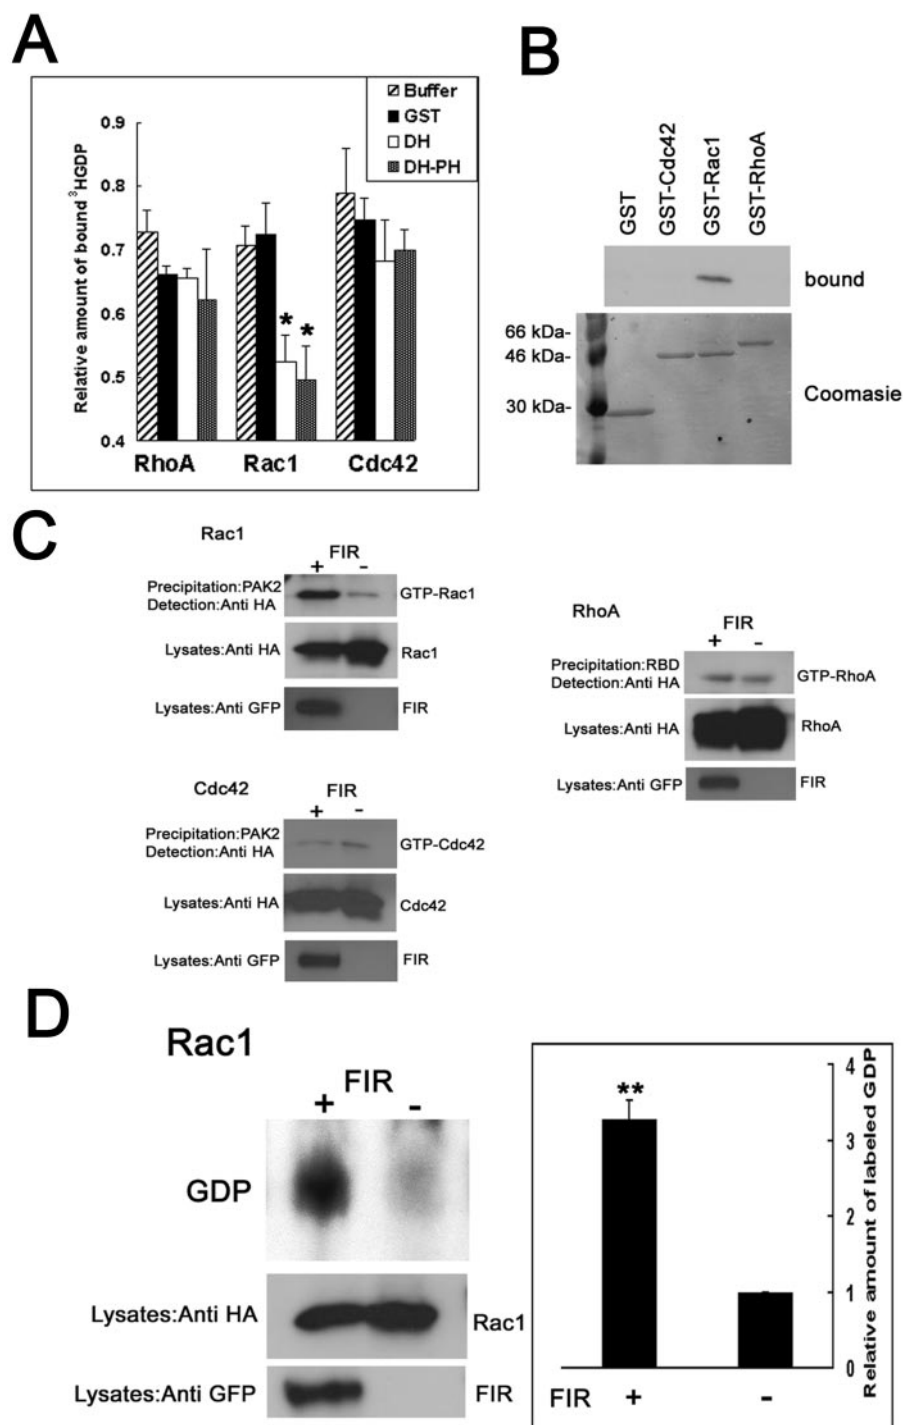 A
Buffer
GST
DH
DH-PH
Relative amount of bound ³HGDP
0.9
0.8
0.7
0.6
0.5
0.4
* *
RhoA Rac1 Cdc42
B
GST
GST-Cdc42
GST-Rac1
GST-RhoA
bound
66 kDa-
46 kDa-
30 kDa-
Coomasie
C
Rac1
FIR
+ -
Precipitation:PAK2
Detection:Anti HA
GTP-Rac1
Lysates:Anti HA
Rac1
Lysates:Anti GFP
FIR
RhoA
FIR
+ -
Precipitation:RBD
Detection:Anti HA
GTP-RhoA
Lysates:Anti HA
RhoA
Lysates:Anti GFP
FIR
Cdc42
FIR
+ -
Precipitation:PAK2
Detection:Anti HA
GTP-Cdc42
Lysates:Anti HA
Cdc42
Lysates:Anti GFP
FIR
D
Rac1
FIR
+ -
GDP
Lysates:Anti HA
Rac1
Lysates:Anti GFP
FIR
**
4
3
2
1
0
Relative amount of labeled GDP
FIR + -